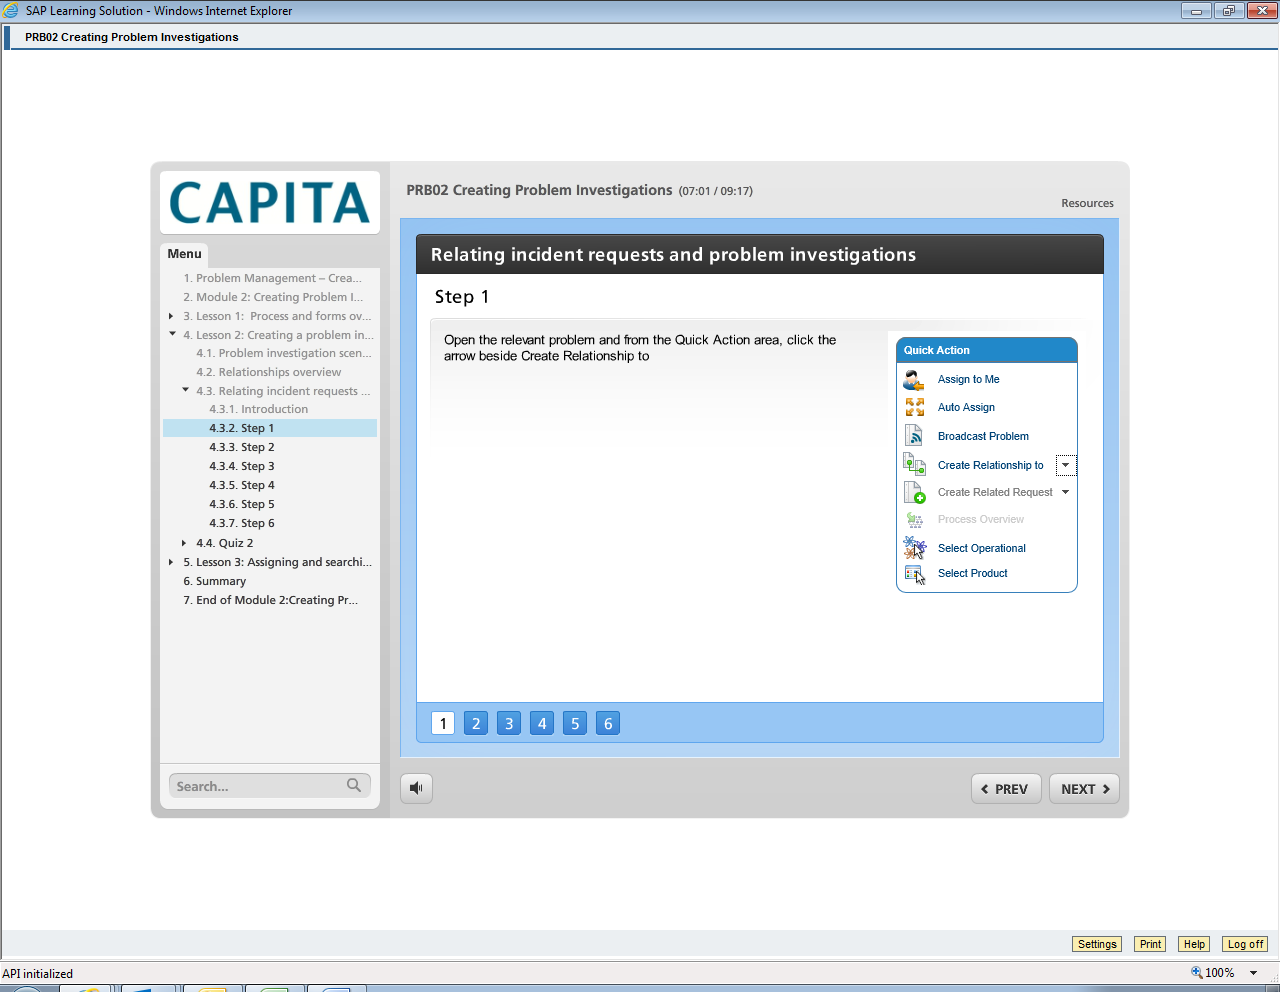 SAP Learning Solution - Windows Internet Explorer
PRB02 Creating Problem Investigations
CAPITA
PRB02 Creating Problem Investigations (07:01 / 09:17)
Resources
Menu
1. Problem Management – Crea...
2. Module 2: Creating Problem I...
3. Lesson 1: Process and forms ov...
4. Lesson 2: Creating a problem in...
4.1. Problem investigation scen...
4.2. Relationships overview
4.3. Relating incident requests ...
4.3.1. Introduction
4.3.2. Step 1
4.3.3. Step 2
4.3.4. Step 3
4.3.5. Step 4
4.3.6. Step 5
4.3.7. Step 6
4.4. Quiz 2
5. Lesson 3: Assigning and searchi...
6. Summary
7. End of Module 2:Creating Pr...
Search...
Relating incident requests and problem investigations
Step 1
Open the relevant problem and from the Quick Action area, click the
arrow beside Create Relationship to
Quick Action
Assign to Me
Auto Assign
Broadcast Problem
Create Relationship to
Create Related Request
Process Overview
Select Operational
Select Product
1 2 3 4 5 6
PREV NEXT
Settings Print Help Log off
API initialized
100%